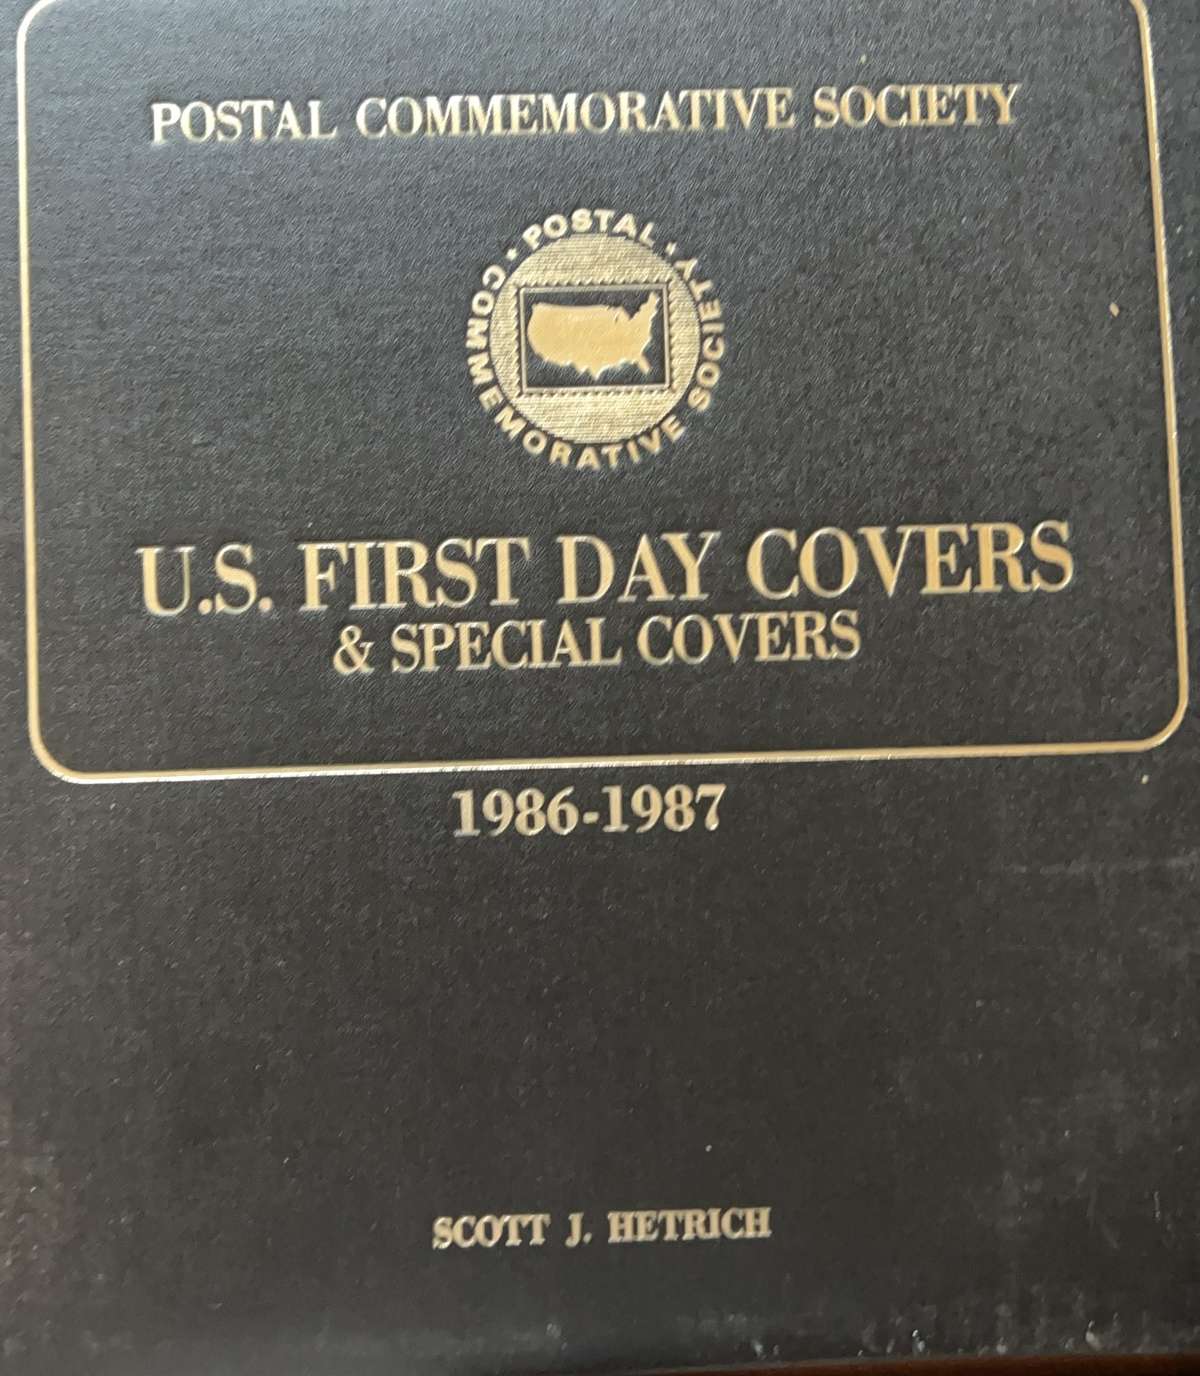 POSTAL COMMEMORATIVE SOCIETY
· POSTAL ·
COMMEMORATIVE SOCIETY
U.S. FIRST DAY COVERS
& SPECIAL COVERS
1986-1987
SCOTT J. HETRICH